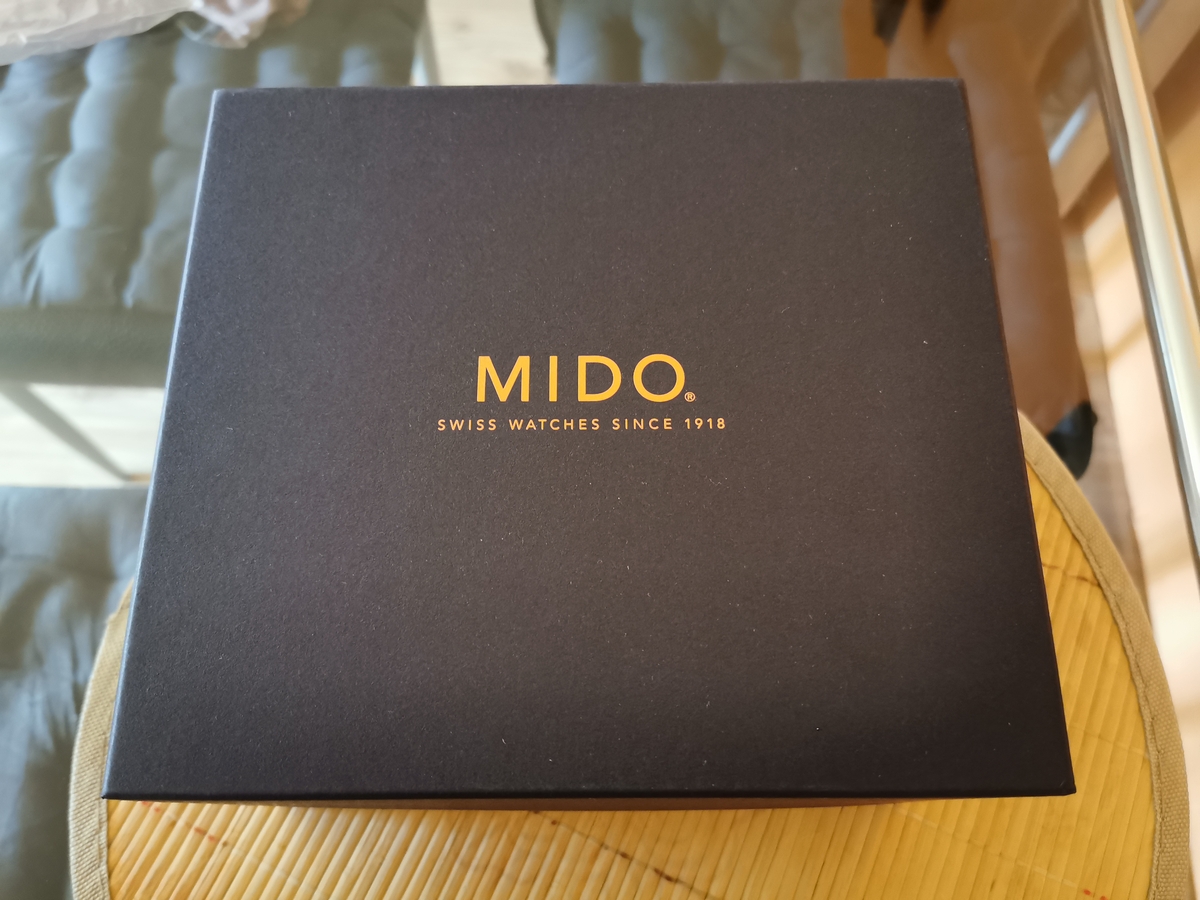 MIDO®
SWISS WATCHES SINCE 1918